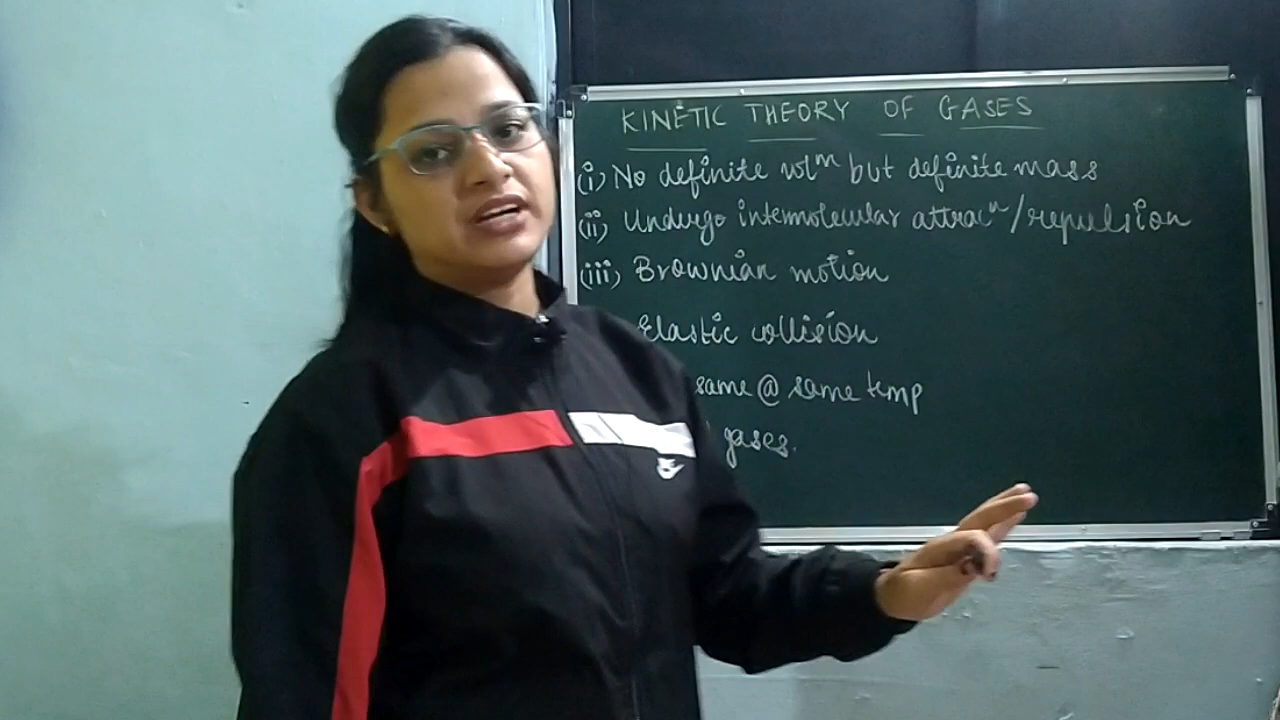 KINETIC THEORY OF GASES
(i) No definite volᵐ but definite mass
(ii) Undergo intermolecular attracⁿ/repulsion
(iii) Brownian motion
Elastic collision
same @ same temp
gases.